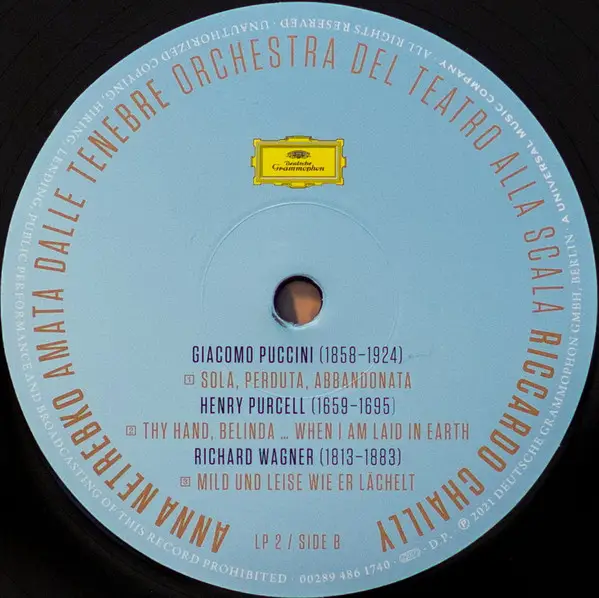 ANNA NETREBKO AMATA DALLE TENEBRE ORCHESTRA DEL TEATRO ALLA SCALA RICCARDO CHAILLY
Deutsche
Grammophon
GIACOMO PUCCINI (1858–1924)
1 SOLA, PERDUTA, ABBANDONATA
HENRY PURCELL (1659–1695)
2 THY HAND, BELINDA ... WHEN I AM LAID IN EARTH
RICHARD WAGNER (1813–1883)
3 MILD UND LEISE WIE ER LÄCHELT
LP 2 / SIDE B
℗ 2021 DEUTSCHE GRAMMOPHON GMBH, BERLIN · A UNIVERSAL MUSIC COMPANY · ALL RIGHTS RESERVED · UNAUTHORIZED COPYING, HIRING, LENDING, PUBLIC PERFORMANCE AND BROADCASTING OF THIS RECORD PROHIBITED · 00289 486 1740 · D.P.